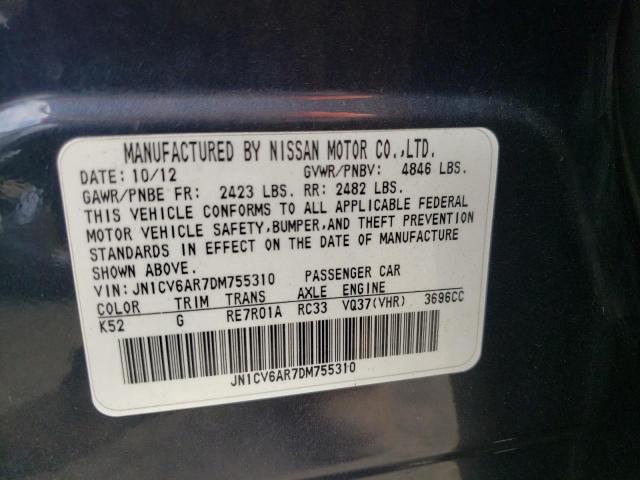 MANUFACTURED BY NISSAN MOTOR CO.,LTD.
DATE: 10/12 GVWR/PNBV: 4846 LBS.
GAWR/PNBE FR: 2423 LBS. RR: 2482 LBS.
THIS VEHICLE CONFORMS TO ALL APPLICABLE FEDERAL
MOTOR VEHICLE SAFETY,BUMPER,AND THEFT PREVENTION
STANDARDS IN EFFECT ON THE DATE OF MANUFACTURE
SHOWN ABOVE.
VIN: JN1CV6AR7DM755310 PASSENGER CAR
COLOR TRIM TRANS AXLE ENGINE
K52 G RE7R01A RC33 VQ37(VHR) 3696CC
JN1CV6AR7DM755310